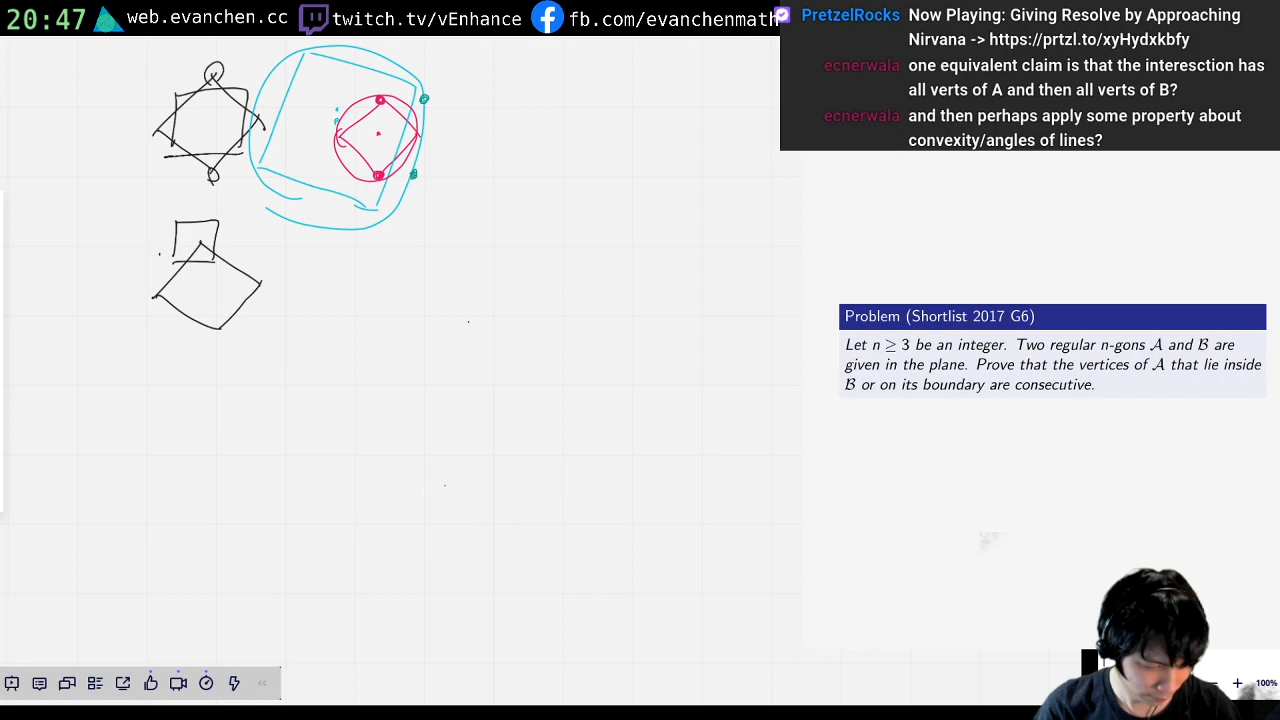 20:47
web.evanchen.cc
twitch.tv/vEnhance
fb.com/evanchenmath
PretzelRocks Now Playing: Giving Resolve by Approaching
Nirvana -> https://prtzl.to/xyHydxkbfy
ecnerwala one equivalent claim is that the interesction has
all verts of A and then all verts of B?
ecnerwala and then perhaps apply some property about
convexity/angles of lines?
Problem (Shortlist 2017 G6)
Let n ≥ 3 be an integer. Two regular n-gons 𝒜 and ℬ are
given in the plane. Prove that the vertices of 𝒜 that lie inside
ℬ or on its boundary are consecutive.
100%